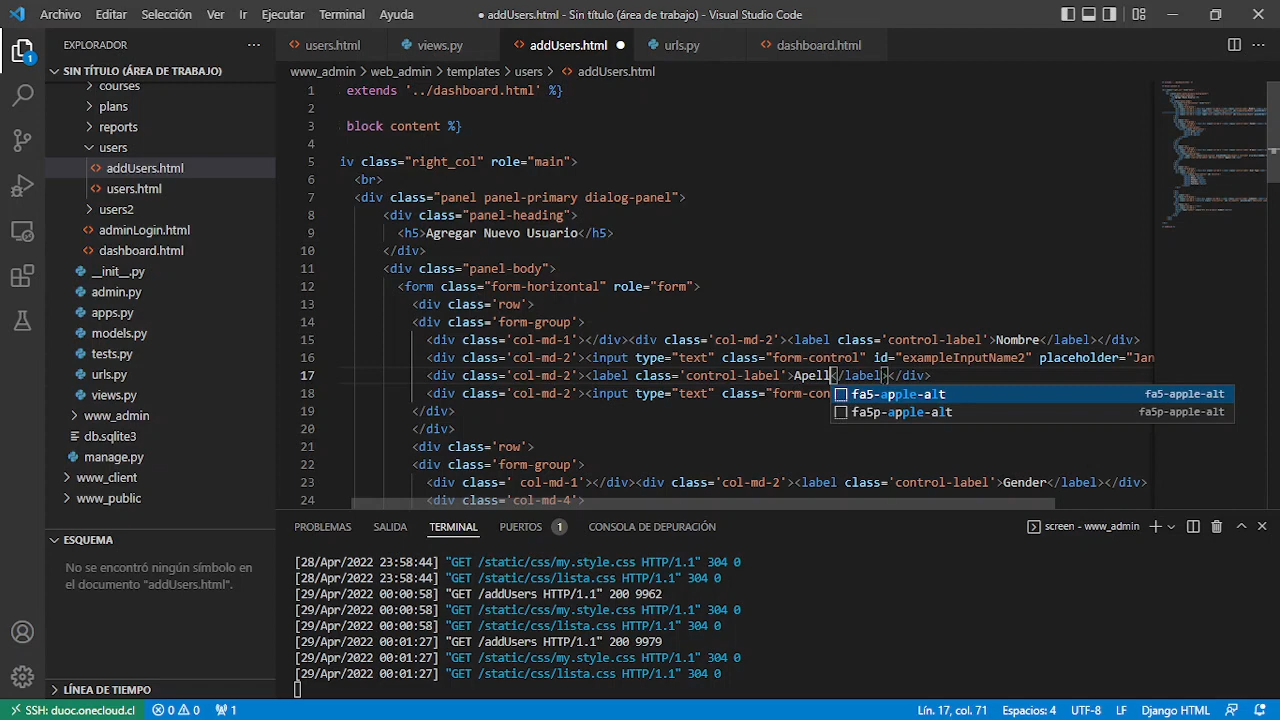 Archivo Editar Selección Ver Ir Ejecutar Terminal Ayuda
● addUsers.html - Sin título (área de trabajo) - Visual Studio Code
EXPLORADOR
SIN TÍTULO (ÁREA DE TRABAJO)
courses
plans
reports
users
addUsers.html
users.html
users2
adminLogin.html
dashboard.html
__init__.py
admin.py
apps.py
models.py
tests.py
urls.py
views.py
www_admin
db.sqlite3
manage.py
www_client
www_public
ESQUEMA
No se encontró ningún símbolo en
el documento "addUsers.html".
LÍNEA DE TIEMPO
1
users.html views.py addUsers.html urls.py dashboard.html
www_admin > web_admin > templates > users > addUsers.html
1 extends '../dashboard.html' %}
2
3 block content %}
4
5 iv class="right_col" role="main">
6 <br>
7 <div class="panel panel-primary dialog-panel">
8 <div class="panel-heading">
9 <h5>Agregar Nuevo Usuario</h5>
10 </div>
11 <div class="panel-body">
12 <form class="form-horizontal" role="form">
13 <div class='row'>
14 <div class='form-group'>
15 <div class='col-md-1'></div><div class='col-md-2'><label class='control-label'>Nombre</label></div>
16 <div class='col-md-2'><input type="text" class="form-control" id="exampleInputName2" placeholder="Jan
17 <div class='col-md-2'><label class='control-label'>Apell</label></div>
18 <div class='col-md-2'><input type="text" class="form-con
fa5-apple-alt fa5-apple-alt
fa5p-apple-alt fa5p-apple-alt
19 </div>
20 </div>
21 <div class='row'>
22 <div class='form-group'>
23 <div class=' col-md-1'></div><div class='col-md-2'><label class='control-label'>Gender</label></div>
24 <div class='col-md-4'>
PROBLEMAS SALIDA TERMINAL PUERTOS 1 CONSOLA DE DEPURACIÓN
screen - www_admin
[28/Apr/2022 23:58:44] "GET /static/css/my.style.css HTTP/1.1" 304 0
[28/Apr/2022 23:58:44] "GET /static/css/lista.css HTTP/1.1" 304 0
[29/Apr/2022 00:00:58] "GET /addUsers HTTP/1.1" 200 9962
[29/Apr/2022 00:00:58] "GET /static/css/my.style.css HTTP/1.1" 304 0
[29/Apr/2022 00:00:58] "GET /static/css/lista.css HTTP/1.1" 304 0
[29/Apr/2022 00:01:27] "GET /addUsers HTTP/1.1" 200 9979
[29/Apr/2022 00:01:27] "GET /static/css/my.style.css HTTP/1.1" 304 0
[29/Apr/2022 00:01:27] "GET /static/css/lista.css HTTP/1.1" 304 0
SSH: duoc.onecloud.cl 0 0 1 Lín. 17, col. 71 Espacios: 4 UTF-8 LF Django HTML